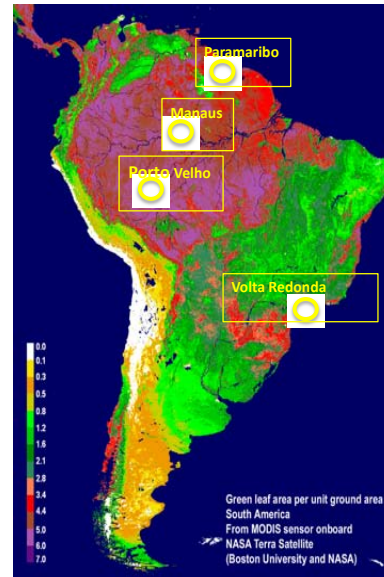 Paramaribo
Manaus
Porto Velho
Volta Redonda
0.0
0.1
0.3
0.5
0.8
1.2
1.6
2.1
2.8
3.4
4.4
5.0
6.0
7.0
Green leaf area per unit ground area
South America
From MODIS sensor onboard
NASA Terra Satellite
(Boston University and NASA)